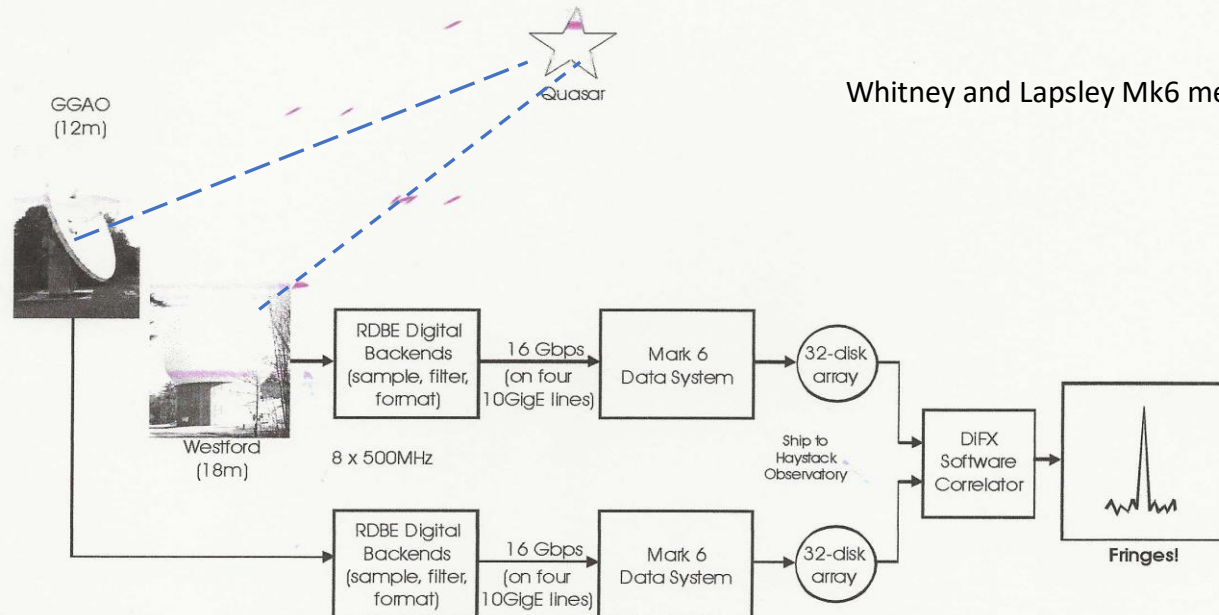 Quasar
Whitney and Lapsley Mk6 me
GGAO
(12m)
Westford
(18m)
RDBE Digital
Backends
(sample, filter,
format)
8 x 500MHz
16 Gbps
(on four
10GigE lines)
Mark 6
Data System
32-disk
array
Ship to
Haystack
Observatory
DiFX
Software
Correlator
Fringes!
RDBE Digital
Backends
(sample, filter,
format)
16 Gbps
(on four
10GigE lines)
Mark 6
Data System
32-disk
array